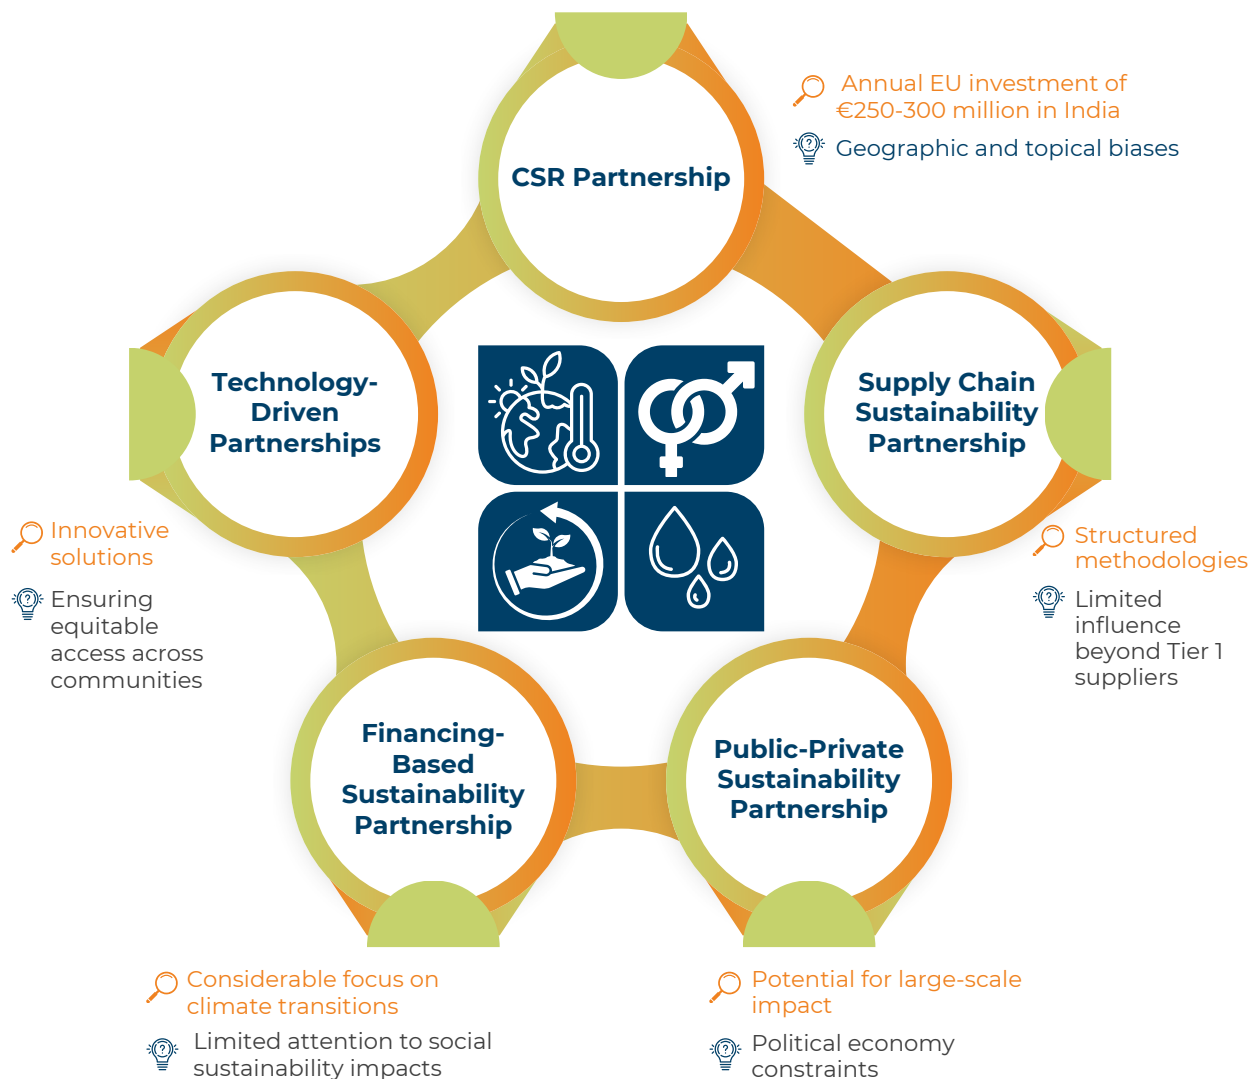 CSR Partnership
Annual EU investment of
€250-300 million in India
Geographic and topical biases
Technology-
Driven
Partnerships
Supply Chain
Sustainability
Partnership
Innovative
solutions
Ensuring
equitable
access across
communities
Structured
methodologies
Limited
influence
beyond Tier 1
suppliers
Financing-
Based
Sustainability
Partnership
Public-Private
Sustainability
Partnership
Considerable focus on
climate transitions
Limited attention to social
sustainability impacts
Potential for large-scale
impact
Political economy
constraints